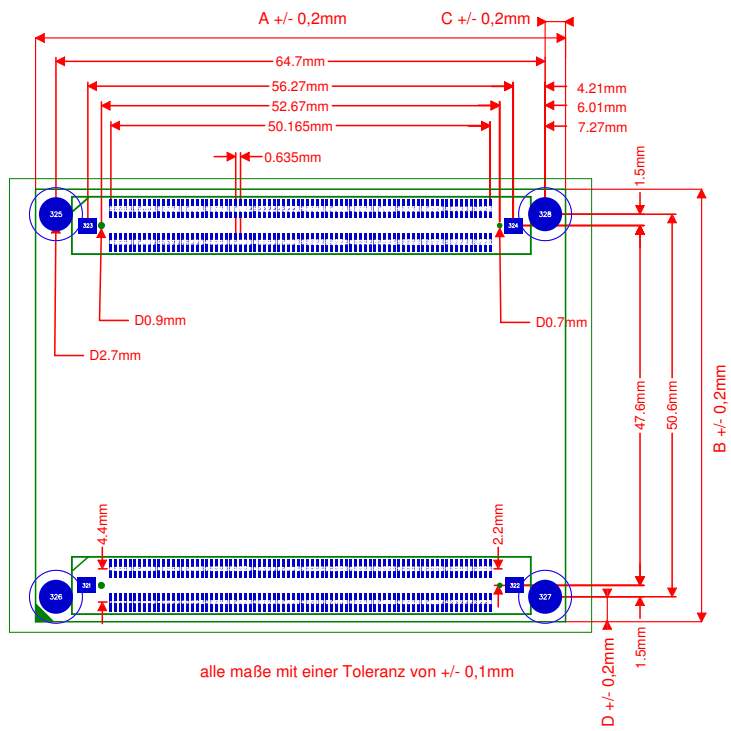 A +/- 0,2mm
C +/- 0,2mm
64.7mm
56.27mm
4.21mm
52.67mm
6.01mm
50.165mm
7.27mm
0.635mm
1.5mm
325
328
323
324
D0.9mm
D0.7mm
D2.7mm
47.6mm
50.6mm
B +/- 0,2mm
4.4mm
2.2mm
321
322
326
327
1.5mm
D +/- 0,2mm
alle maße mit einer Toleranz von +/- 0,1mm